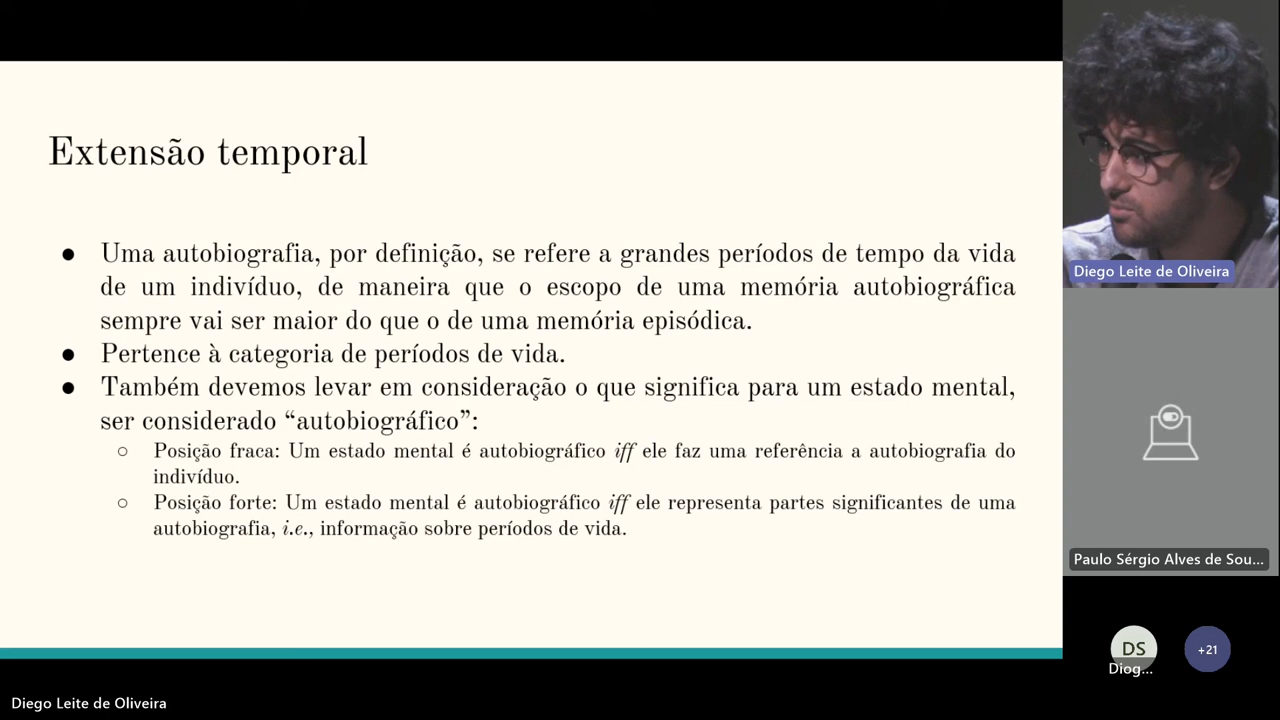 Extensão temporal
● Uma autobiografia, por definição, se refere a grandes períodos de tempo da vida
de um indivíduo, de maneira que o escopo de uma memória autobiográfica
sempre vai ser maior do que o de uma memória episódica.
● Pertence à categoria de períodos de vida.
● Também devemos levar em consideração o que significa para um estado mental,
ser considerado “autobiográfico”:
○ Posição fraca: Um estado mental é autobiográfico iff ele faz uma referência a autobiografia do
indivíduo.
○ Posição forte: Um estado mental é autobiográfico iff ele representa partes significantes de uma
autobiografia, i.e., informação sobre períodos de vida.
Diego Leite de Oliveira
Paulo Sérgio Alves de Sou...
DS
Diog...
+21
Diego Leite de Oliveira